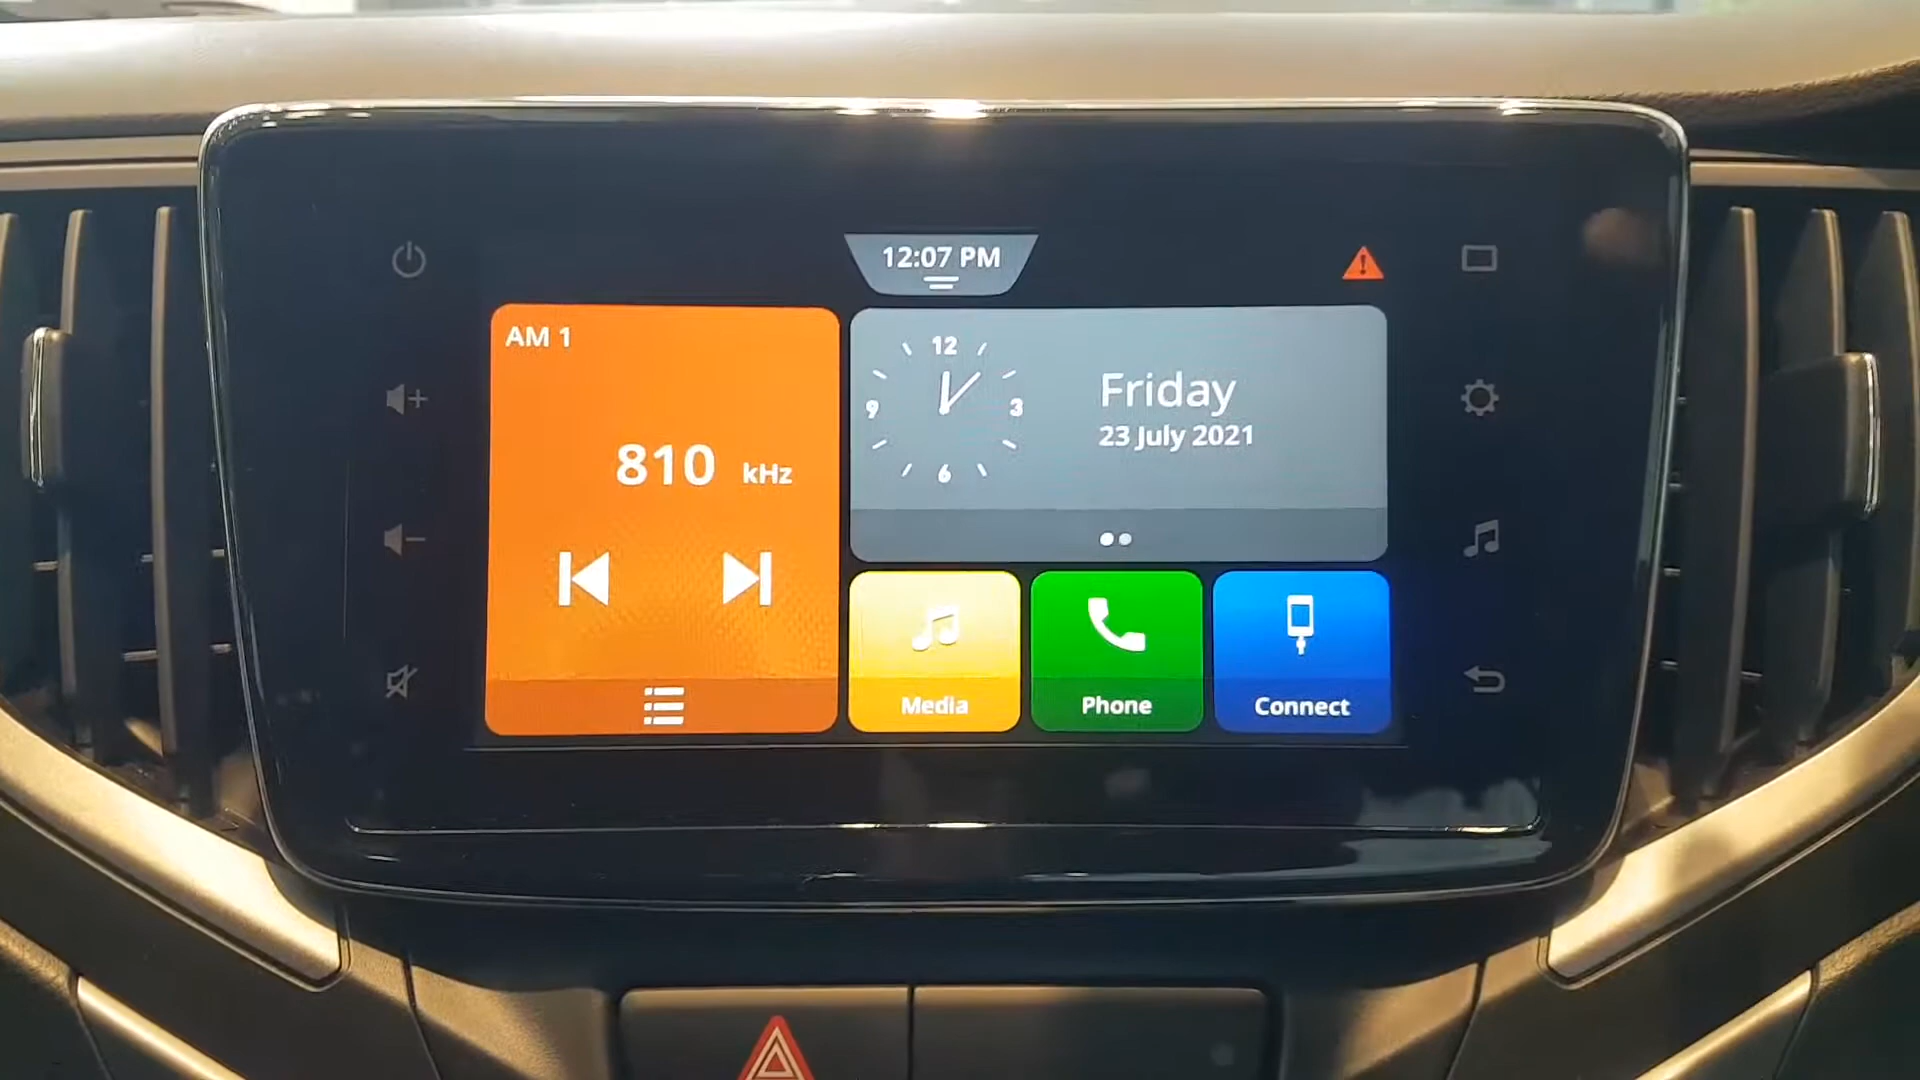 12:07 PM
AM 1
810 kHz
12
9
3
6
Friday
23 July 2021
Media
Phone
Connect